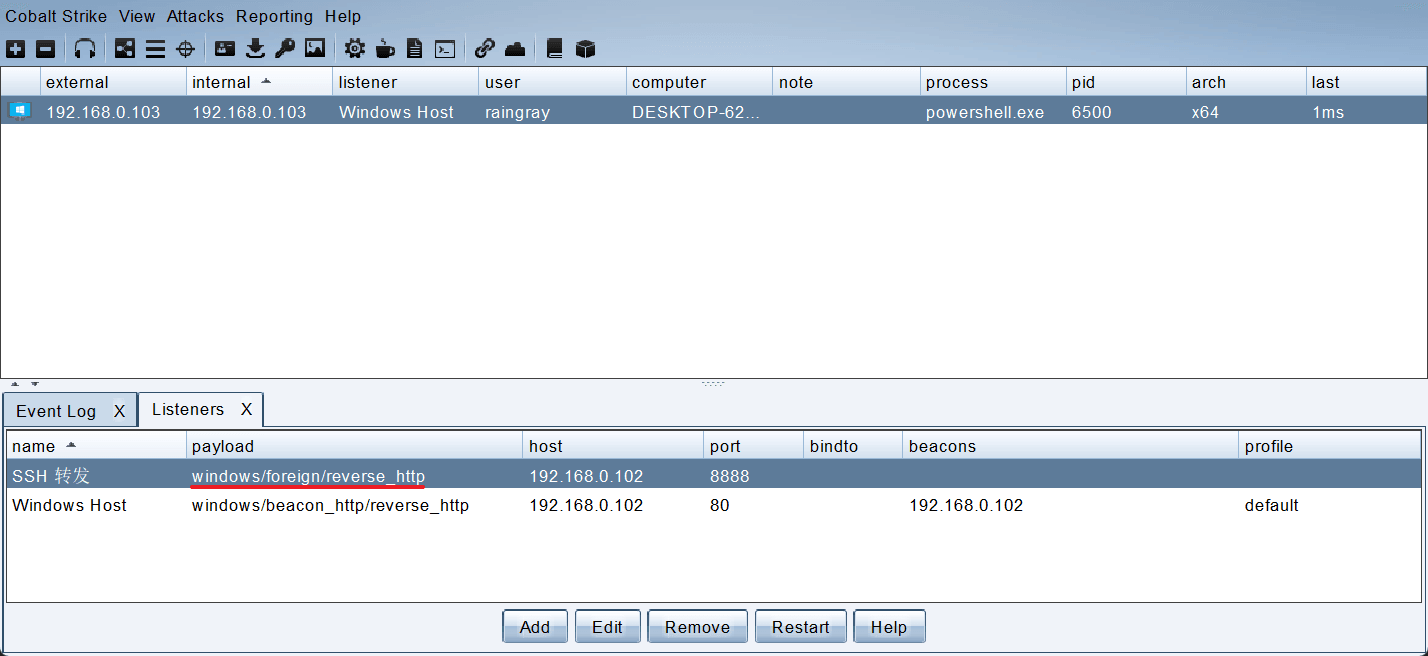 Cobalt Strike View Attacks Reporting Help
external internal listener user computer note process pid arch last
192.168.0.103 192.168.0.103 Windows Host raingray DESKTOP-62... powershell.exe 6500 x64 1ms
Event Log X Listeners X
name payload host port bindto beacons profile
SSH 转发 windows/foreign/reverse_http 192.168.0.102 8888
Windows Host windows/beacon_http/reverse_http 192.168.0.102 80 192.168.0.102 default
Add Edit Remove Restart Help